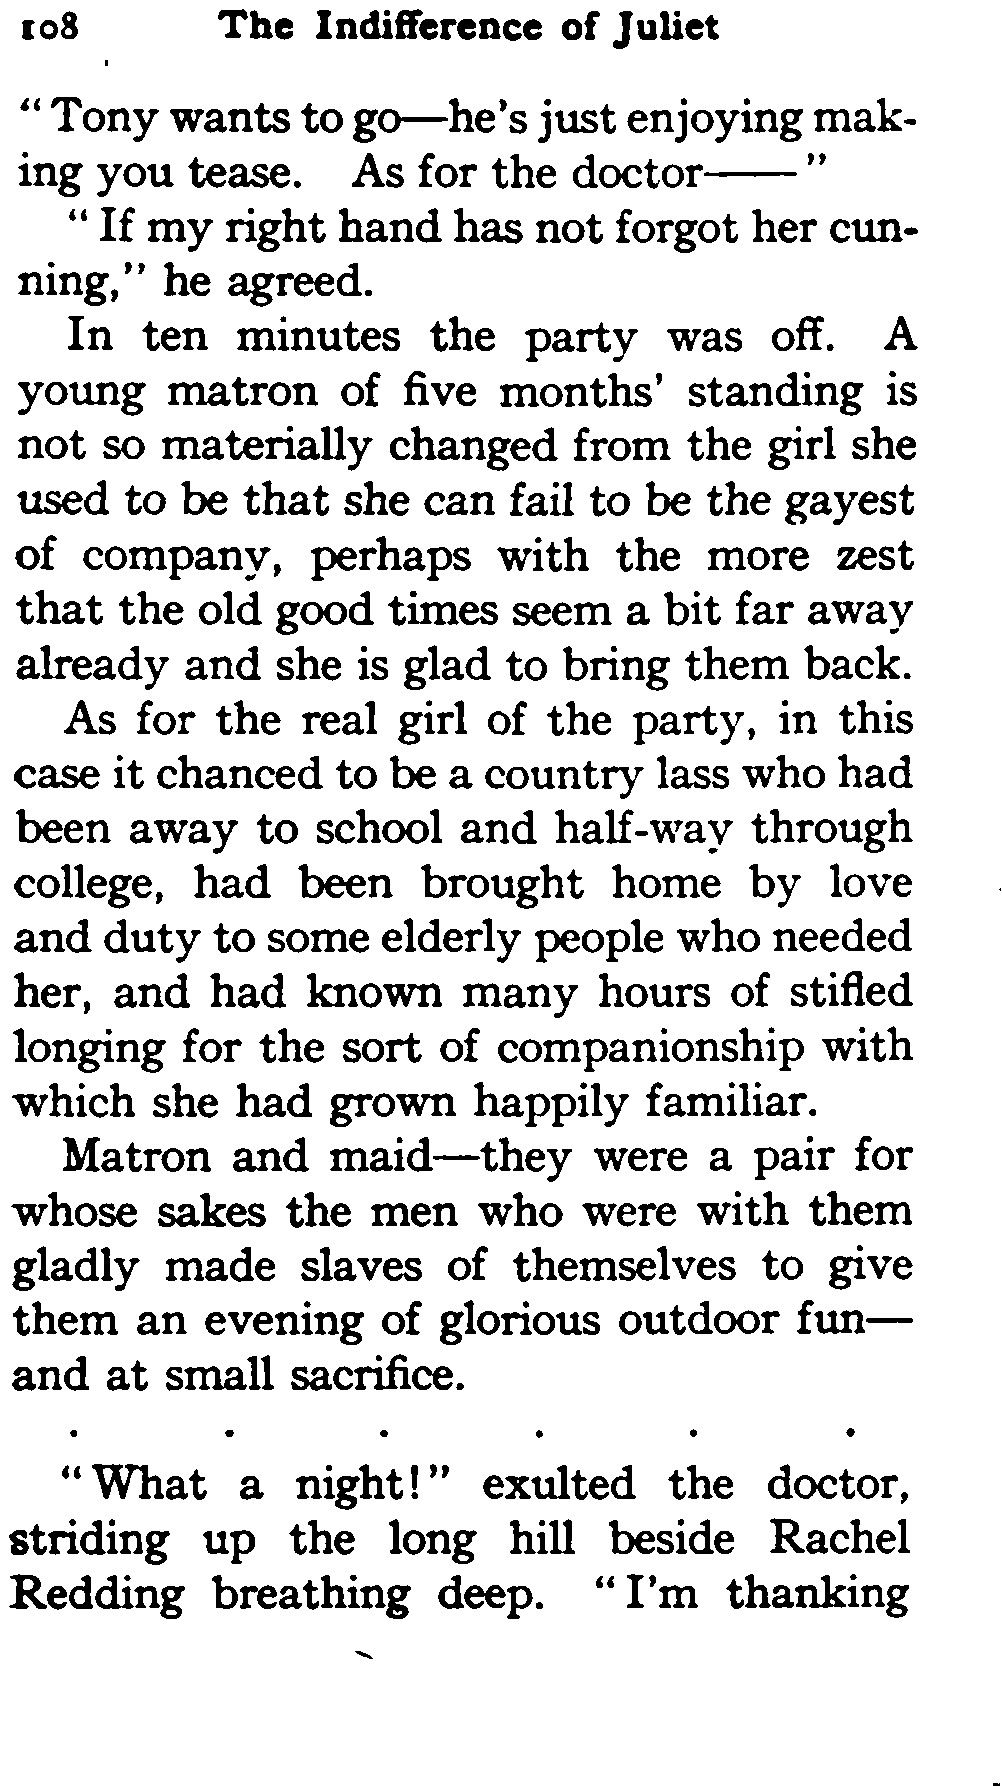 108 The Indifference of Juliet
“Tony wants to go—he's just enjoying mak-
ing you tease. As for the doctor——”
“If my right hand has not forgot her cun-
ning,” he agreed.
In ten minutes the party was off. A
young matron of five months' standing is
not so materially changed from the girl she
used to be that she can fail to be the gayest
of company, perhaps with the more zest
that the old good times seem a bit far away
already and she is glad to bring them back.
As for the real girl of the party, in this
case it chanced to be a country lass who had
been away to school and half-way through
college, had been brought home by love
and duty to some elderly people who needed
her, and had known many hours of stifled
longing for the sort of companionship with
which she had grown happily familiar.
Matron and maid—they were a pair for
whose sakes the men who were with them
gladly made slaves of themselves to give
them an evening of glorious outdoor fun—
and at small sacrifice.
. . . . . .
“What a night!” exulted the doctor,
striding up the long hill beside Rachel
Redding breathing deep. “I'm thanking